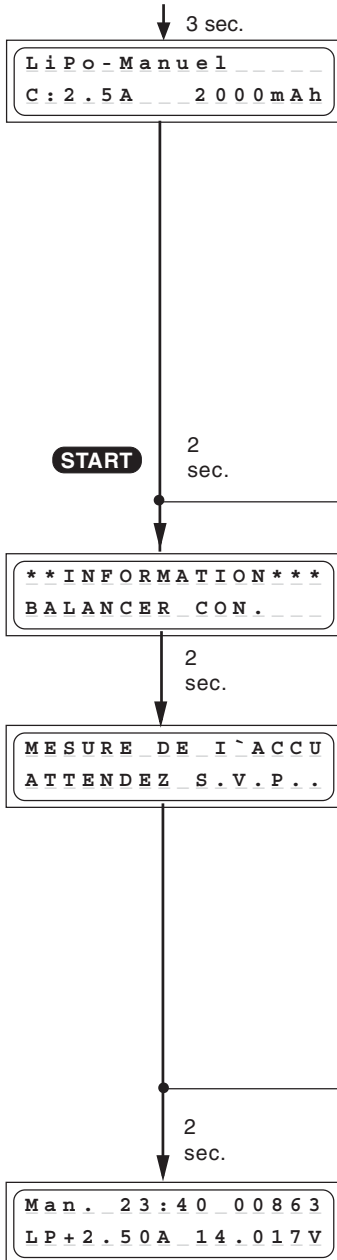 3 sec.
LiPo-Manuel
C:2.5A 2000mAh
START
2
sec.
**INFORMATION***
BALANCER CON.
2
sec.
MESURE DE I`ACCU
ATTENDEZ S.V.P..
2
sec.
Man. 23:40 00863
LP+2.50A 14.017V